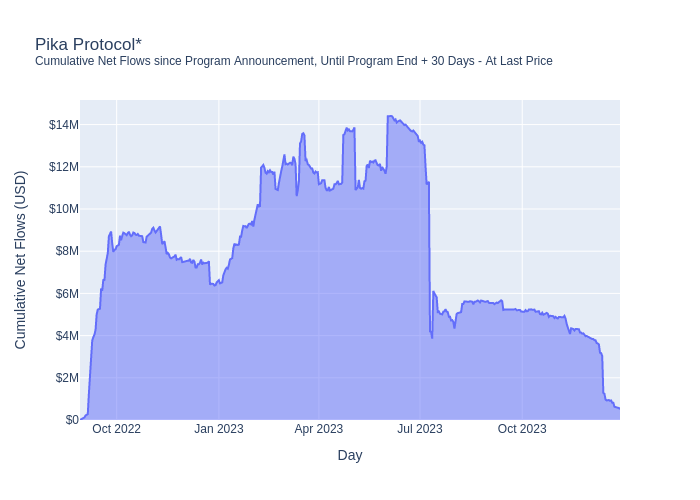 Pika Protocol*
Cumulative Net Flows since Program Announcement, Until Program End + 30 Days - At Last Price
Cumulative Net Flows (USD)
$14M
$12M
$10M
$8M
$6M
$4M
$2M
$0
Oct 2022
Jan 2023
Apr 2023
Jul 2023
Oct 2023
Day